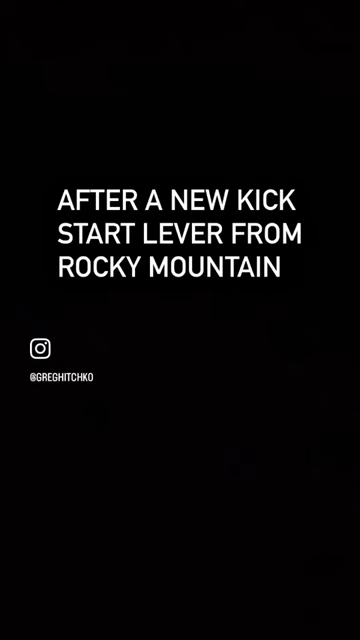 AFTER A NEW KICK
START LEVER FROM
ROCKY MOUNTAIN
@GREGHITCHKO